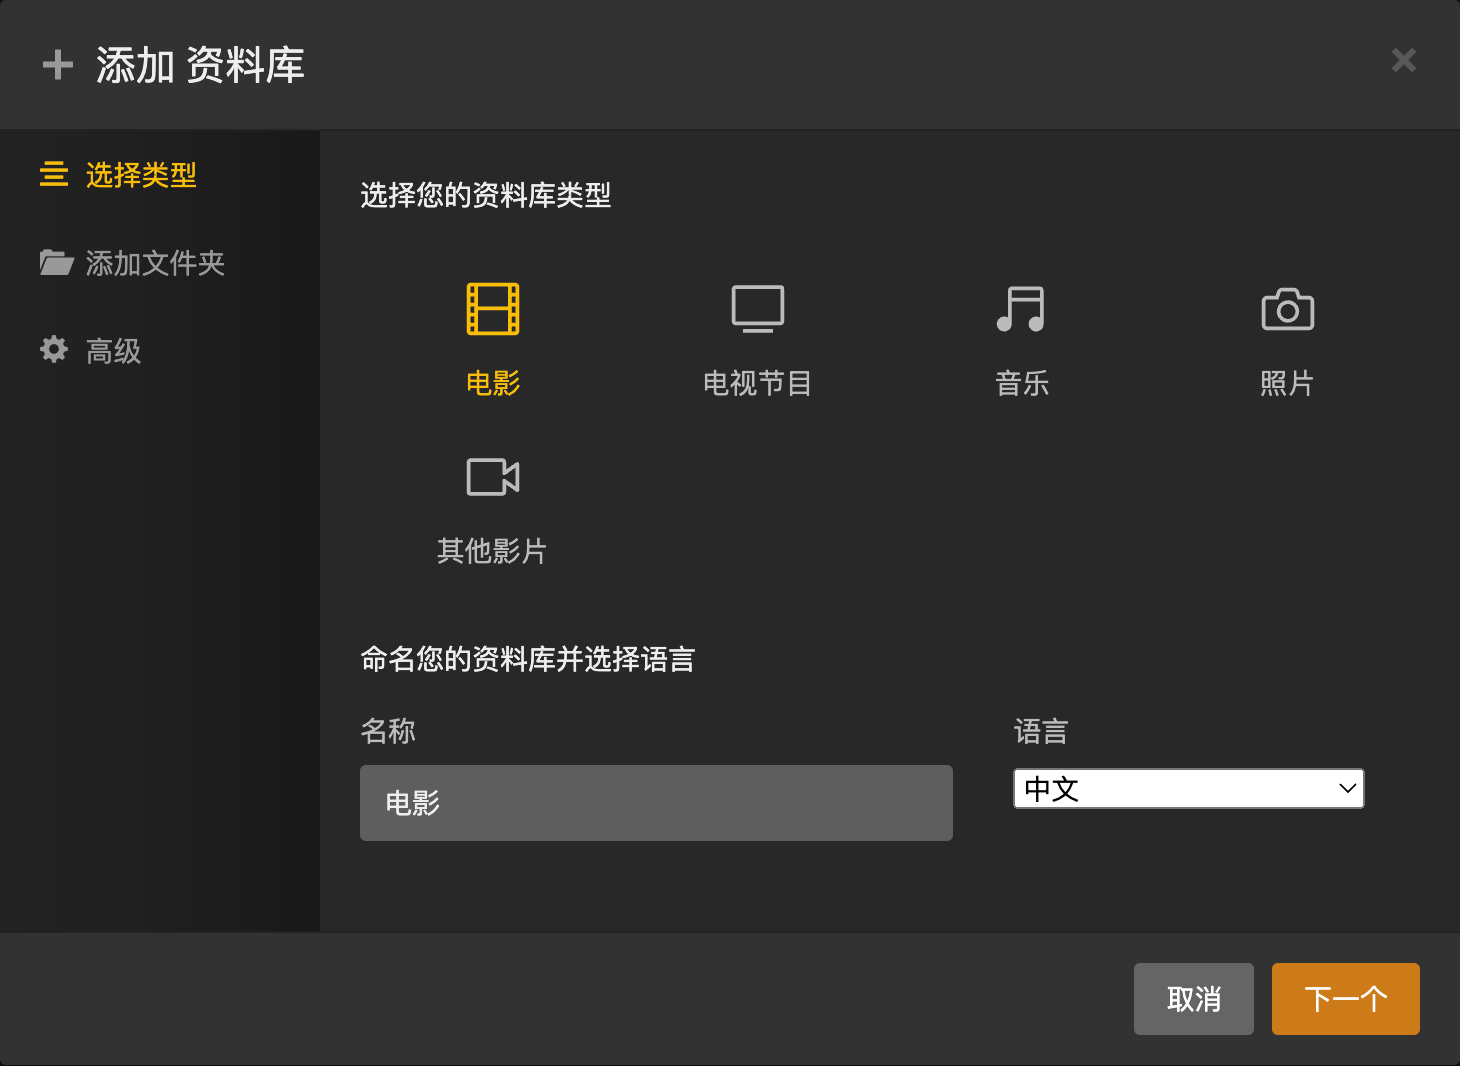 添加 资料库
选择类型
添加文件夹
高级
选择您的资料库类型
电影
电视节目
音乐
照片
其他影片
命名您的资料库并选择语言
名称
语言
电影
中文
取消
下一个